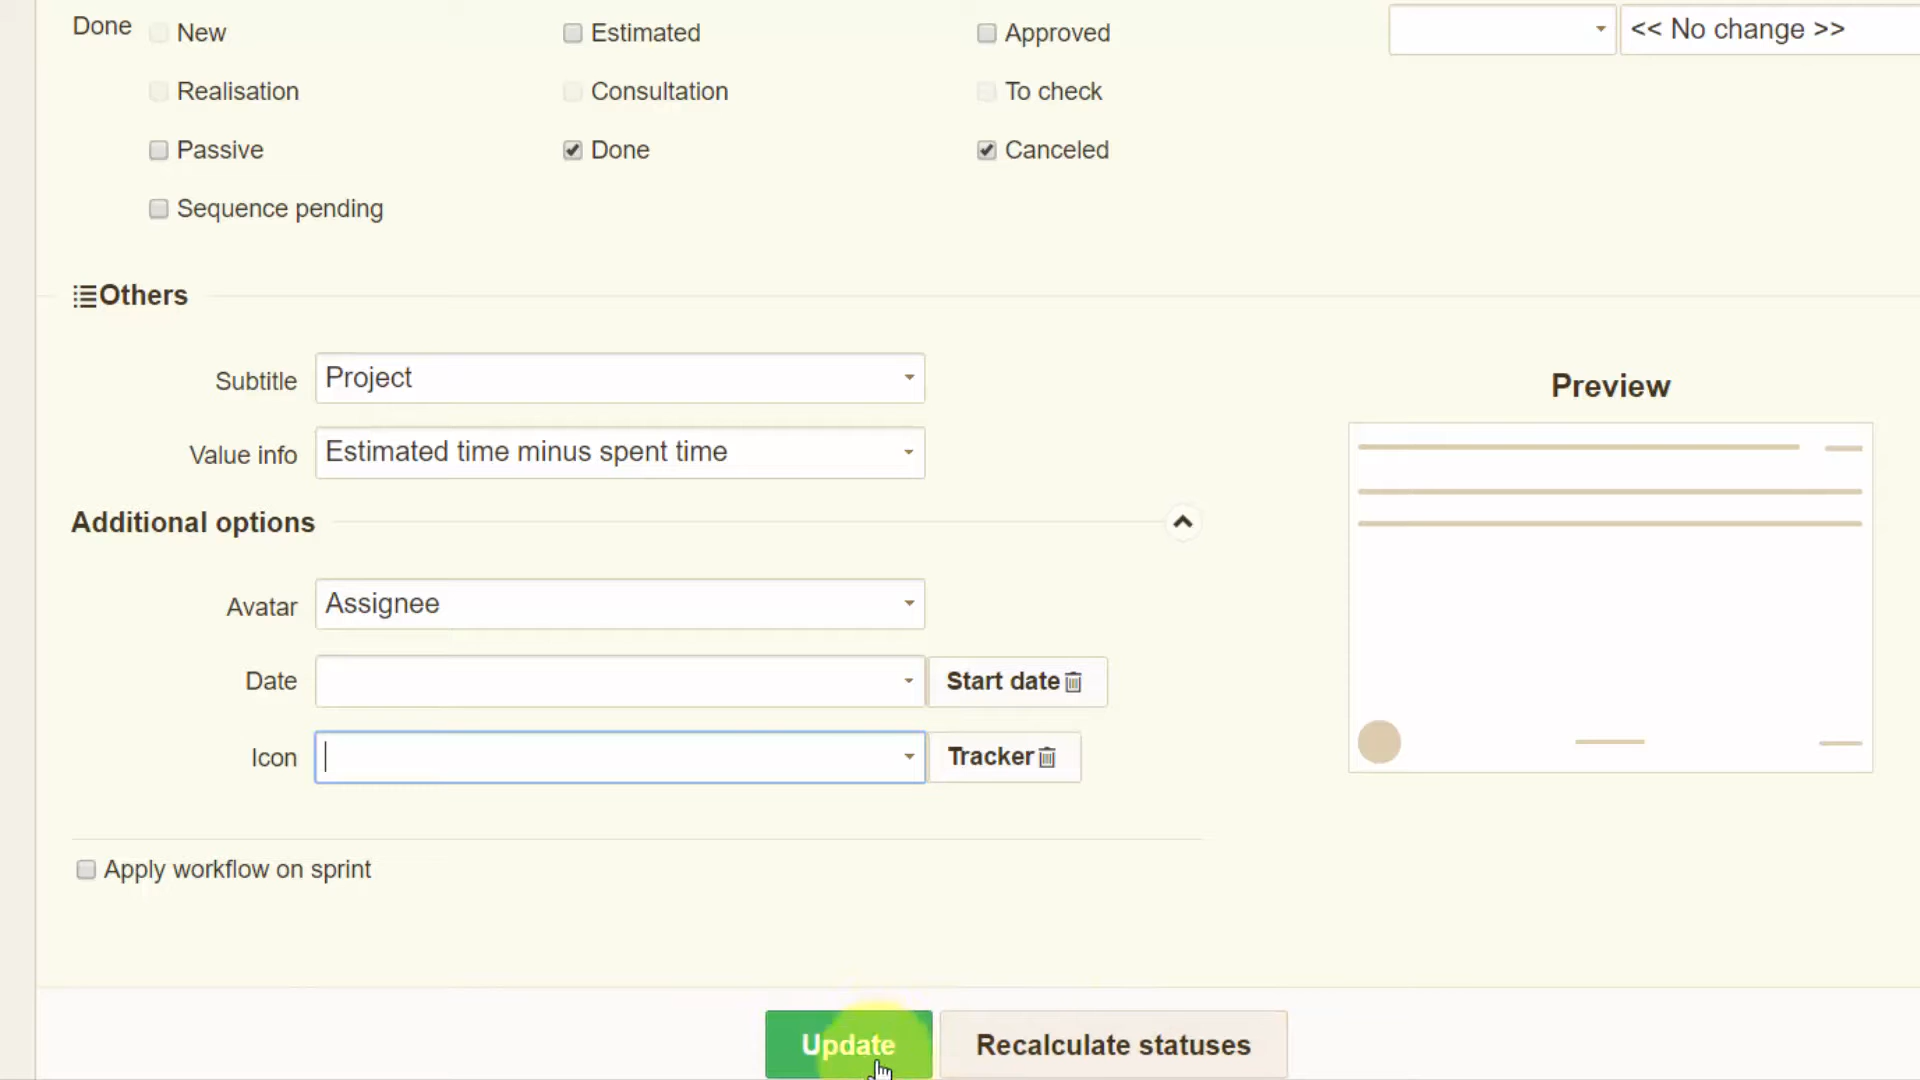 Done New Estimated Approved << No change >>
Realisation Consultation To check
Passive Done Canceled
Sequence pending
Others
Subtitle Project
Preview
Value info Estimated time minus spent time
Additional options
Avatar Assignee
Date Start date
Icon Tracker
Apply workflow on sprint
Update Recalculate statuses